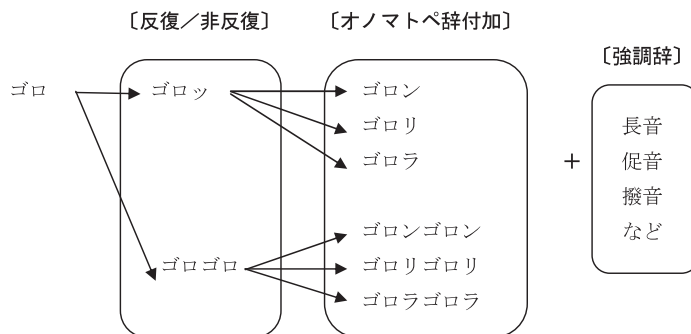 〔反復／非反復〕
〔オノマトペ辞付加〕
〔強調辞〕
ゴロ
ゴロッ
ゴロン
ゴロリ
ゴロラ
ゴロゴロ
ゴロンゴロン
ゴロリゴロリ
ゴロラゴロラ
+
長音
促音
撥音
など